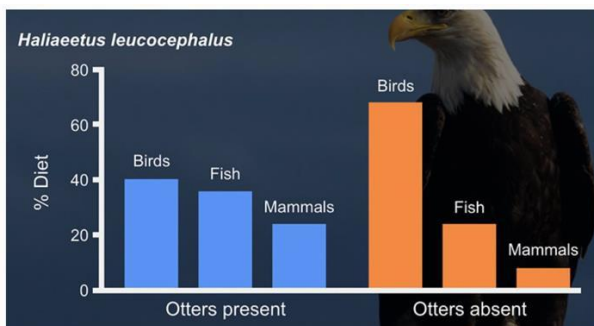 Haliaeetus leucocephalus
% Diet
80
60
40
20
0
Birds
Fish
Mammals
Birds
Fish
Mammals
Otters present
Otters absent